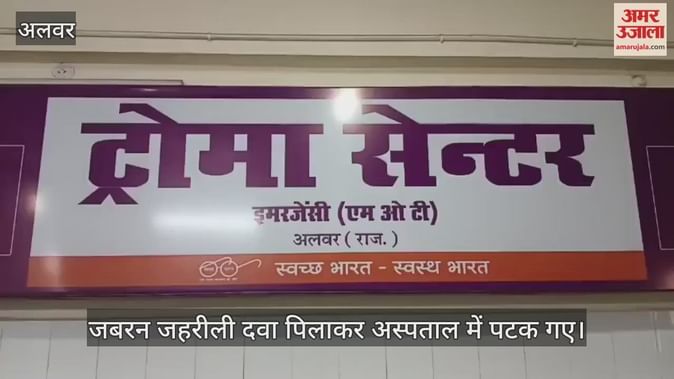 अलवर
अमर
उजाला
amarujala.com
ट्रोमा सेन्टर
इमरजेंसी (एम ओ टी)
अलवर ( राज. )
स्वच्छ भारत - स्वस्थ भारत
जबरन जहरीली दवा पिलाकर अस्पताल में पटक गए।